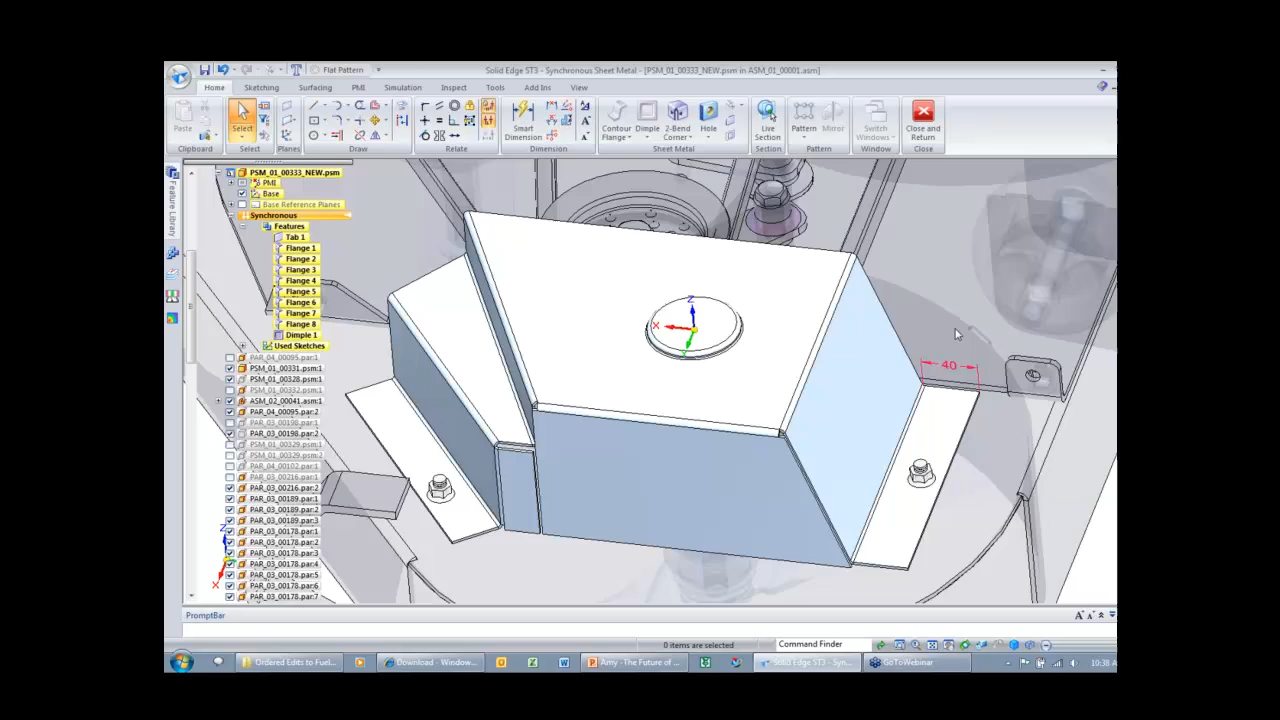 Flat Pattern
Solid Edge ST3 - Synchronous Sheet Metal - [PSM_01_00333_NEW.psm in ASM_01_00001.asm]
Home Sketching Surfacing PMI Simulation Inspect Tools Add Ins View
Paste Select Smart Dimension Contour Flange Dimple 2-Bend Corner Hole Live Section Pattern Mirror Switch Windows Close and Return
Clipboard Select Planes Draw Relate Dimension Sheet Metal Section Pattern Window Close
Feature Library
PSM_01_00333_NEW.psm
PMI
Base
Base Reference Planes
Synchronous
Features
Tab 1
Flange 1
Flange 2
Flange 3
Flange 4
Flange 5
Flange 6
Flange 7
Flange 8
Dimple 1
Used Sketches
PAR_04_00095.par:1
PSM_01_00331.psm:1
PSM_01_00328.psm:1
PSM_01_00332.psm:1
ASM_02_00041.asm:1
PAR_04_00095.par:2
PAR_03_00198.par:1
PAR_03_00198.par:2
PSM_01_00329.psm:1
PSM_01_00329.psm:2
PAR_04_00102.par:1
PAR_03_00216.par:1
PAR_03_00216.par:2
PAR_03_00189.par:1
PAR_03_00189.par:2
PAR_03_00189.par:3
PAR_03_00178.par:1
PAR_03_00178.par:2
PAR_03_00178.par:3
PAR_03_00178.par:4
PAR_03_00178.par:5
PAR_03_00178.par:6
PAR_03_00178.par:7
Z
X
Z
X
40
PromptBar
0 items are selected
Command Finder
Ordered Edits to Fuel... Download - Window... Amy - The Future of ... Solid Edge ST3 - Syn... GoToWebinar 10:38 A